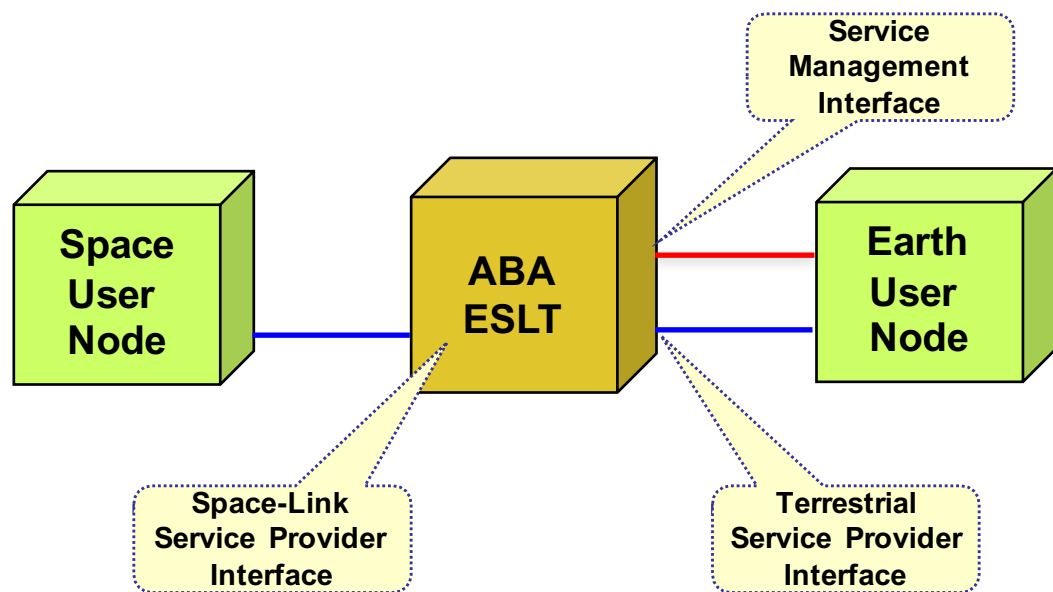 Service
Management
Interface
Space
User
Node
ABA
ESLT
Earth
User
Node
Space-Link
Service Provider
Interface
Terrestrial
Service Provider
Interface